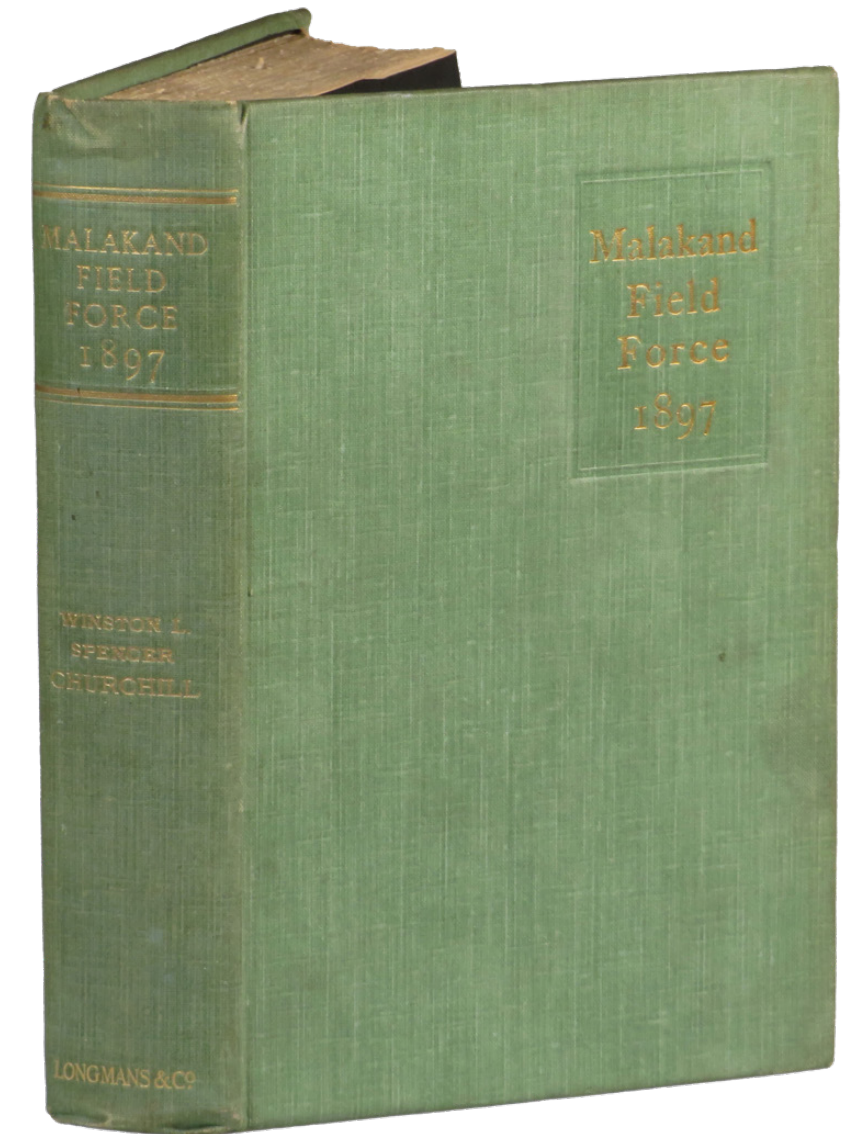 MALAKAND
FIELD
FORCE
1897
WINSTON L.
SPENCER
CHURCHILL
LONGMANS & Cº
Malakand
Field
Force
1897